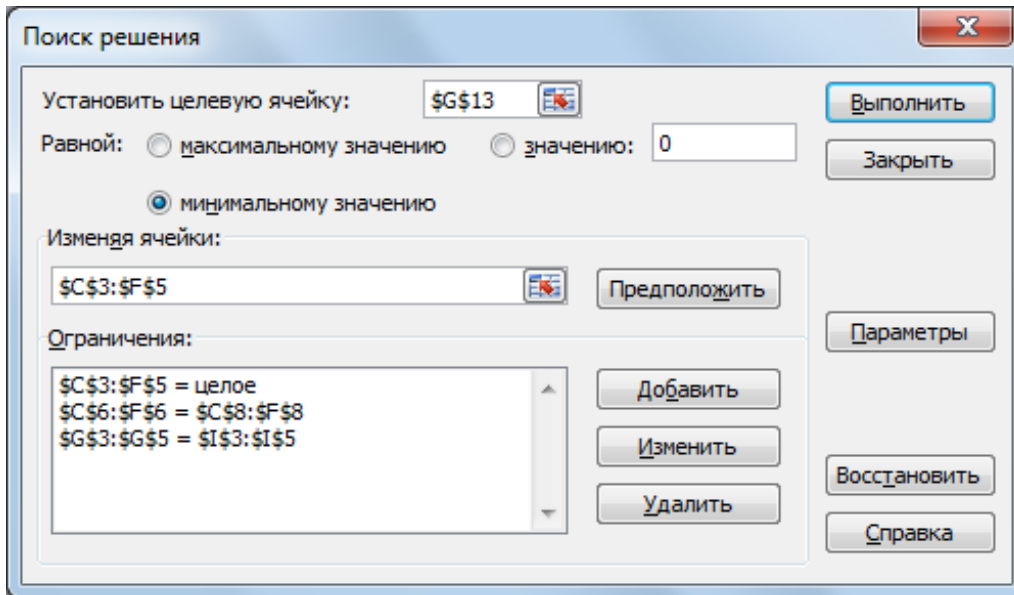 Поиск решения
Установить целевую ячейку: $G$13
Выполнить
Равной: максимальному значению значению: 0
Закрыть
минимальному значению
Изменяя ячейки:
$C$3:$F$5
Предположить
Ограничения:
Параметры
$C$3:$F$5 = целое
$C$6:$F$6 = $C$8:$F$8
$G$3:$G$5 = $I$3:$I$5
Добавить
Изменить
Удалить
Восстановить
Справка